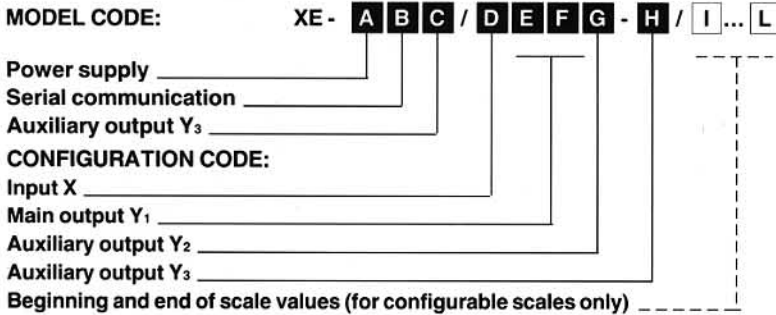 MODEL CODE: XE - A B C / D E F G - H / I ... L
Power supply
Serial communication
Auxiliary output Y₃
CONFIGURATION CODE:
Input X
Main output Y₁
Auxiliary output Y₂
Auxiliary output Y₃
Beginning and end of scale values (for configurable scales only)